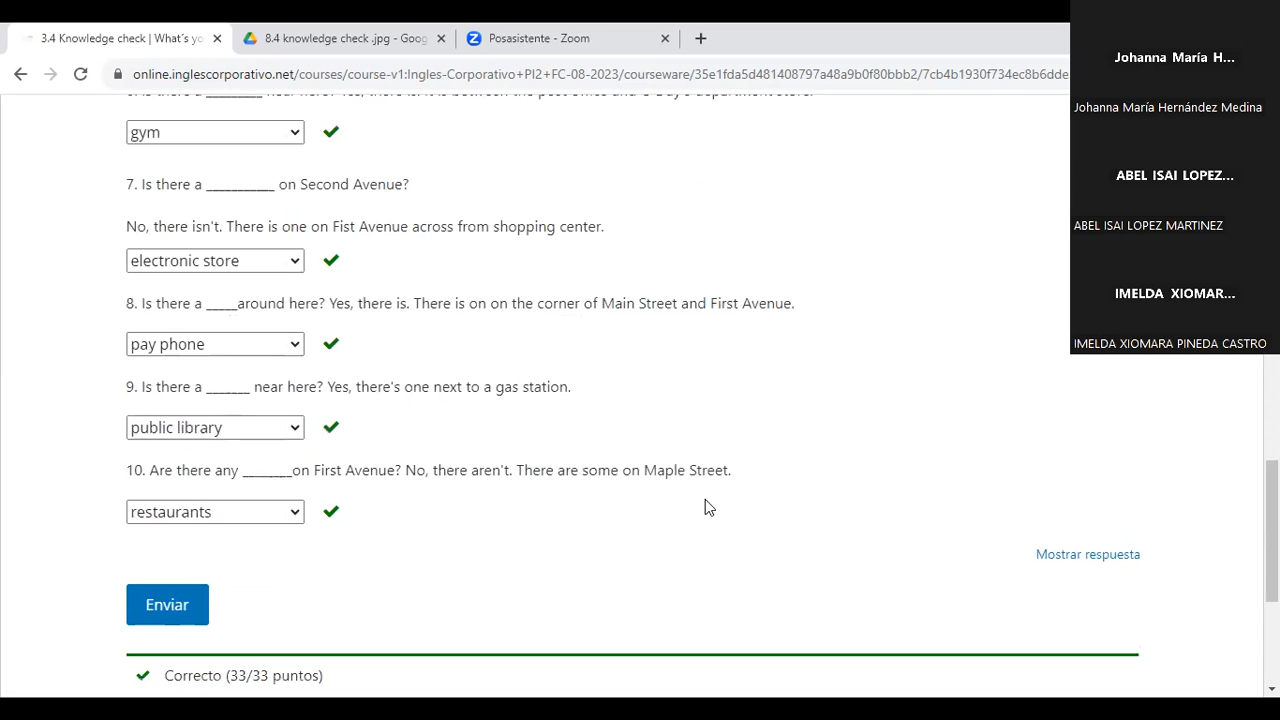 3.4 Knowledge check | What´s yo
8.4 knowledge check .jpg - Goog
Posasistente - Zoom
online.inglescorporativo.net/courses/course-v1:Ingles-Corporativo+PI2+FC-08-2023/courseware/35e1fda5d481408797a48a9b0f80bbb2/7cb4b1930f734ec8b6dde
gym
7. Is there a ___________ on Second Avenue?
No, there isn't. There is one on Fist Avenue across from shopping center.
electronic store
8. Is there a _____around here? Yes, there is. There is on on the corner of Main Street and First Avenue.
pay phone
9. Is there a _______ near here? Yes, there's one next to a gas station.
public library
10. Are there any ________on First Avenue? No, there aren't. There are some on Maple Street.
restaurants
Mostrar respuesta
Enviar
Correcto (33/33 puntos)
Johanna María H...
Johanna María Hernández Medina
ABEL ISAI LOPEZ...
ABEL ISAI LOPEZ MARTINEZ
IMELDA XIOMAR...
IMELDA XIOMARA PINEDA CASTRO